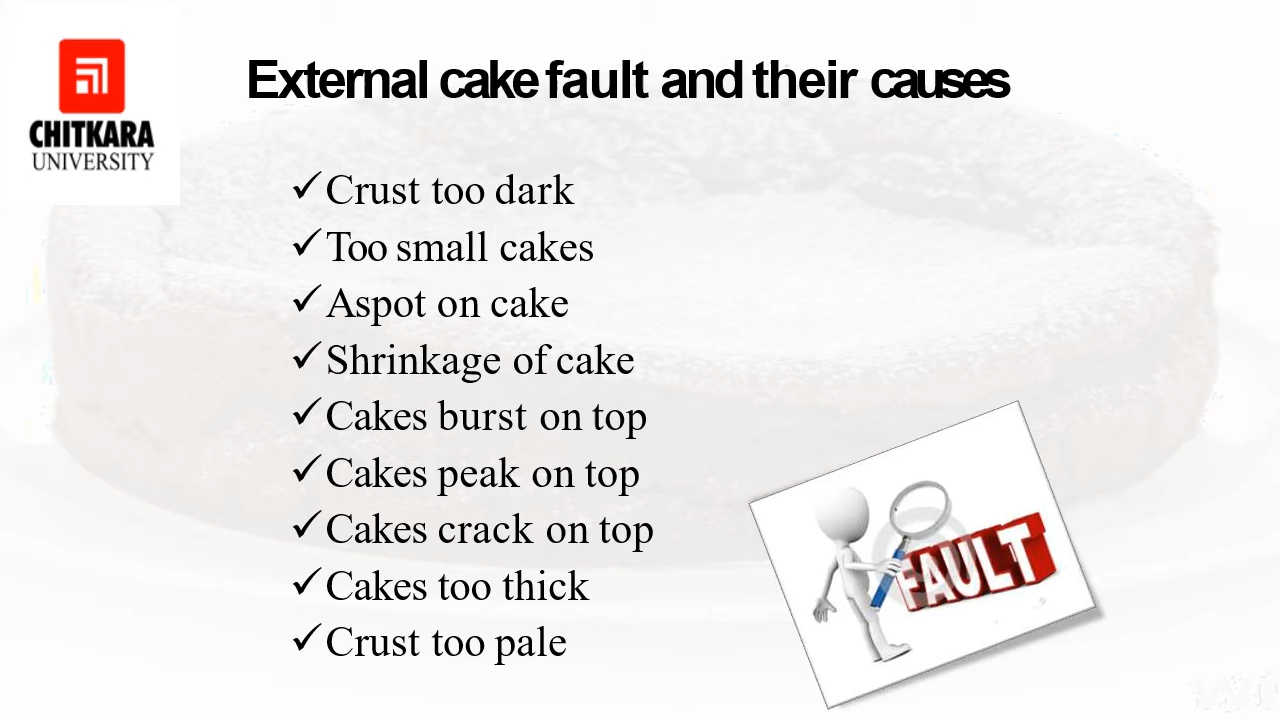 CHITKARA
UNIVERSITY
External cake fault and their causes
✓Crust too dark
✓Too small cakes
✓Aspot on cake
✓Shrinkage of cake
✓Cakes burst on top
✓Cakes peak on top
✓Cakes crack on top
✓Cakes too thick
✓Crust too pale
FAULT